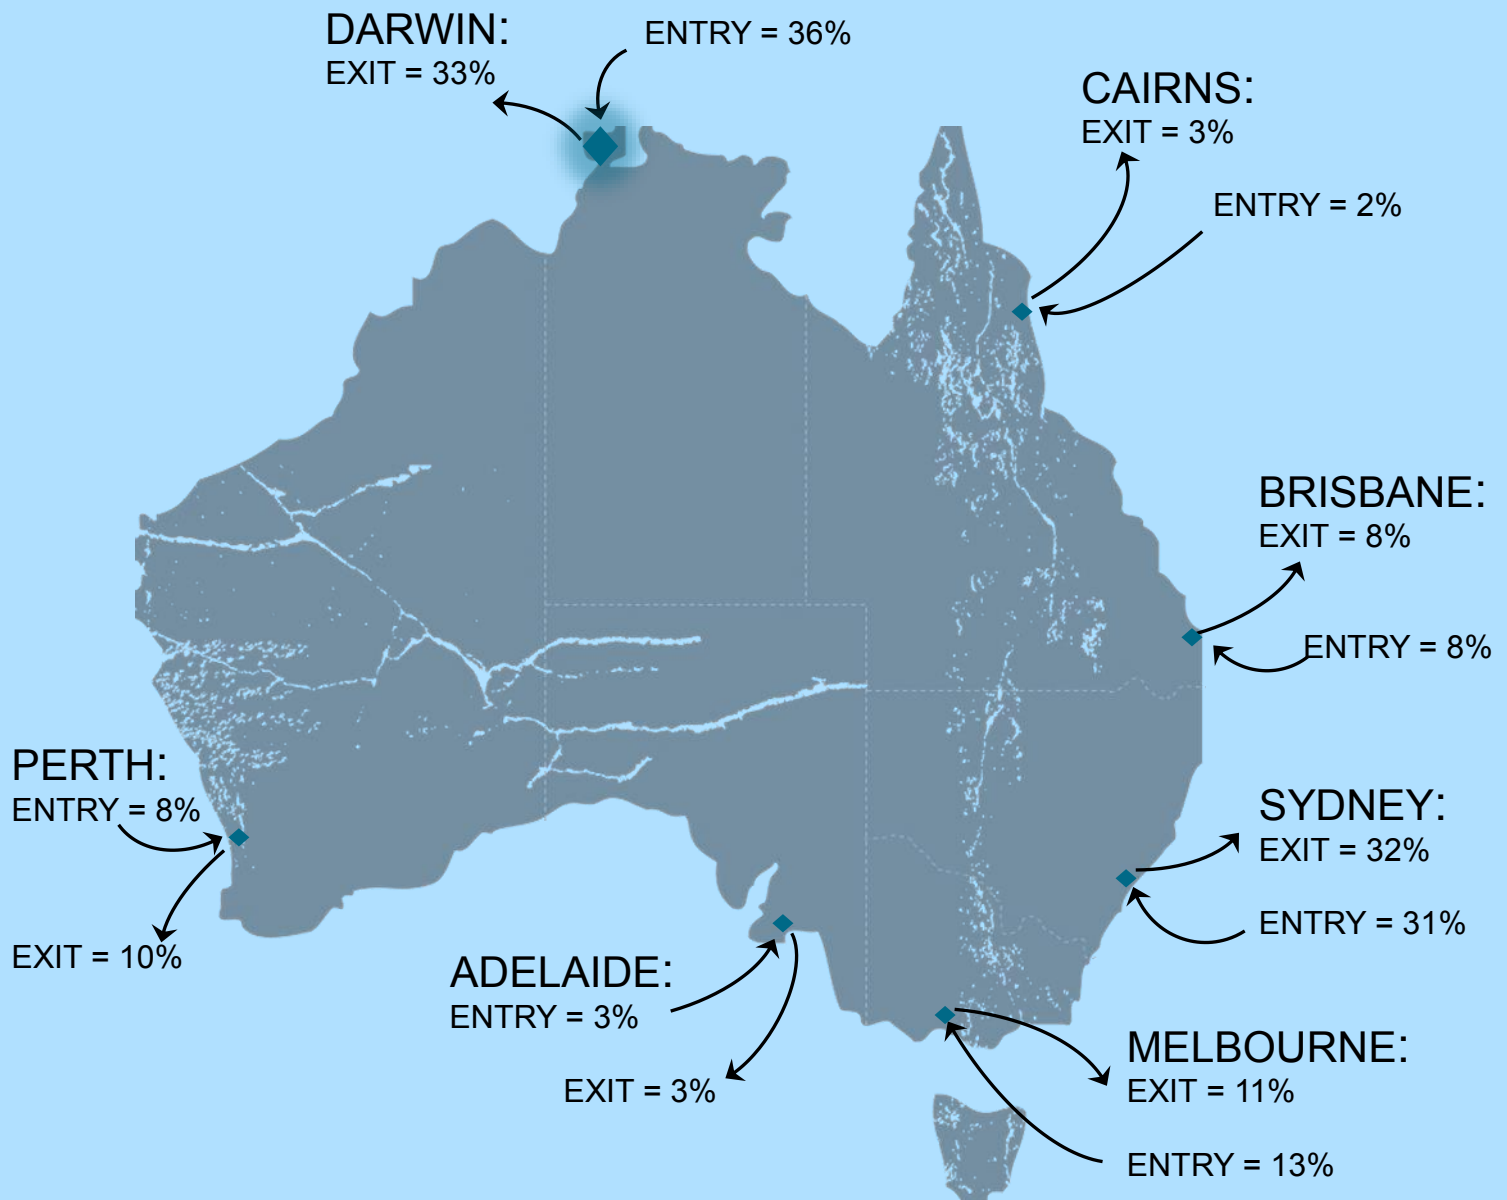 DARWIN:
EXIT = 33%
ENTRY = 36%
CAIRNS:
EXIT = 3%
ENTRY = 2%
BRISBANE:
EXIT = 8%
ENTRY = 8%
PERTH:
ENTRY = 8%
EXIT = 10%
SYDNEY:
EXIT = 32%
ENTRY = 31%
ADELAIDE:
ENTRY = 3%
EXIT = 3%
MELBOURNE:
EXIT = 11%
ENTRY = 13%